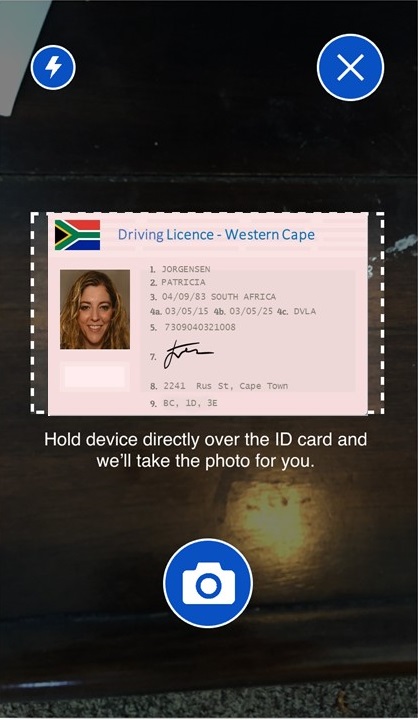 Driving Licence - Western Cape
1. JORGENSEN
2. PATRICIA
3. 04/09/83 SOUTH AFRICA
4a. 03/05/15 4b. 03/05/25 4c. DVLA
5. 7309040321008
7.
8. 2241 Rus St, Cape Town
9. BC, 1D, 3E
Hold device directly over the ID card and
we'll take the photo for you.